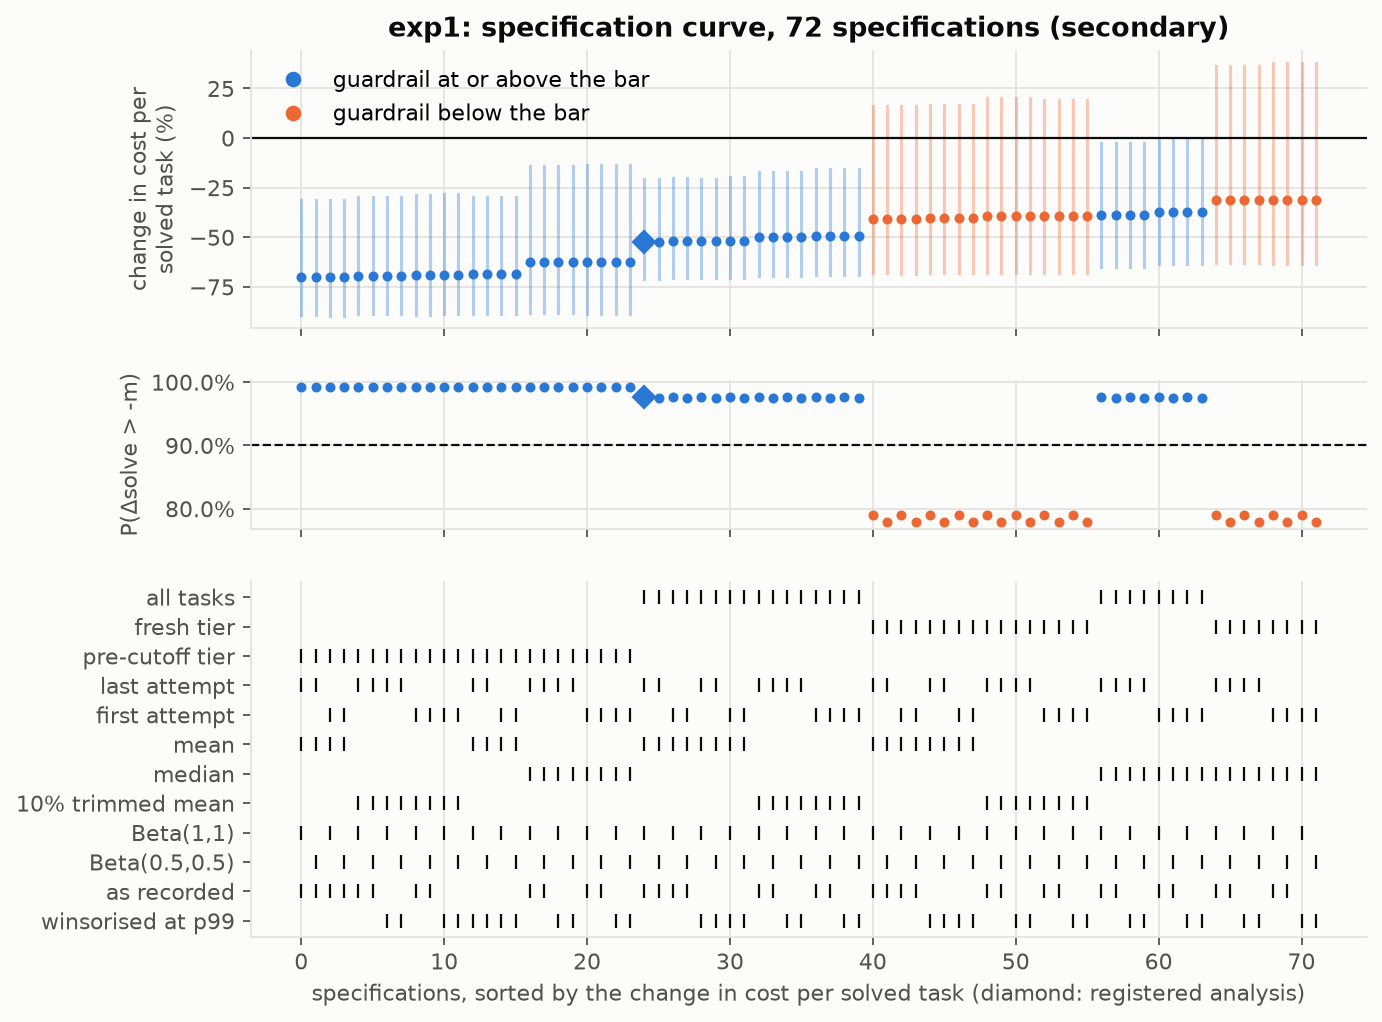 exp1: specification curve, 72 specifications (secondary)
guardrail at or above the bar
guardrail below the bar
change in cost per
solved task (%)
25
0
−25
−50
−75
P(Δsolve > -m)
100.0%
90.0%
80.0%
all tasks
fresh tier
pre-cutoff tier
last attempt
first attempt
mean
median
10% trimmed mean
Beta(1,1)
Beta(0.5,0.5)
as recorded
winsorised at p99
0 10 20 30 40 50 60 70
specifications, sorted by the change in cost per solved task (diamond: registered analysis)